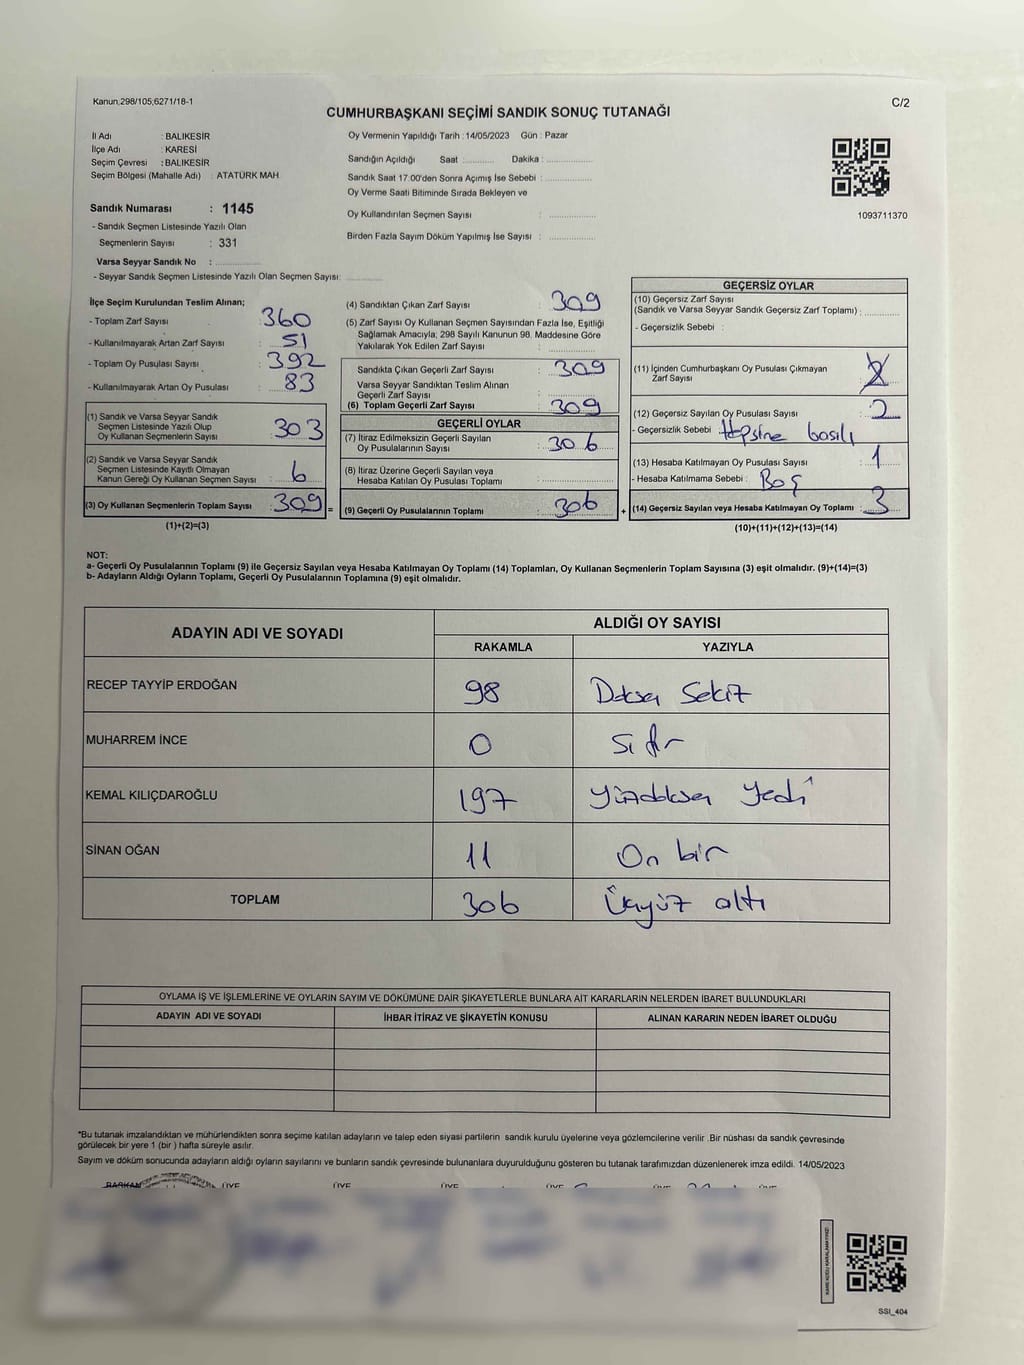 Kanun,298/105,6271/18-1
C/2
CUMHURBAŞKANI SEÇİMİ SANDIK SONUÇ TUTANAĞI
İl Adı : BALIKESİR
İlçe Adı : KARESİ
Seçim Çevresi : BALIKESİR
Seçim Bölgesi (Mahalle Adı) : ATATÜRK MAH
Sandık Numarası : 1145
- Sandık Seçmen Listesinde Yazılı Olan
Seçmenlerin Sayısı : 331
Varsa Seyyar Sandık No :
- Seyyar Sandık Seçmen Listesinde Yazılı Olan Seçmen Sayısı:
Oy Vermenin Yapıldığı Tarih : 14/05/2023 Gün : Pazar
Sandığın Açıldığı Saat : Dakika :
Sandık Saat 17.00'den Sonra Açımış İse Sebebi :
Oy Verme Saati Bitiminde Sırada Bekleyen ve
Oy Kullandırılan Seçmen Sayısı :
Birden Fazla Sayım Döküm Yapılmış İse Sayısı :
1093711370
İlçe Seçim Kurulundan Teslim Alınan;
- Toplam Zarf Sayısı : 360
- Kullanılmayarak Artan Zarf Sayısı : 51
- Toplam Oy Pusulası Sayısı : 392
- Kullanılmayarak Artan Oy Pusulası : 83
(1) Sandık ve Varsa Seyyar Sandık
Seçmen Listesinde Yazılı Olup
Oy Kullanan Seçmenlerin Sayısı : 303
(2) Sandık ve Varsa Seyyar Sandık
Seçmen Listesinde Kayıtlı Olmayan
Kanun Gereği Oy Kullanan Seçmen Sayısı : 6
(3) Oy Kullanan Seçmenlerin Toplam Sayısı : 309 =
(1)+(2)=(3)
(4) Sandıktan Çıkan Zarf Sayısı : 309
(5) Zarf Sayısı Oy Kullanan Seçmen Sayısından Fazla İse, Eşitliği
Sağlamak Amacıyla; 298 Sayılı Kanunun 98. Maddesine Göre
Yakılarak Yok Edilen Zarf Sayısı :
Sandıkta Çıkan Geçerli Zarf Sayısı : 309
Varsa Seyyar Sandıktan Teslim Alınan
Geçerli Zarf Sayısı :
(6) Toplam Geçerli Zarf Sayısı : 309
GEÇERLİ OYLAR
(7) İtiraz Edilmeksizin Geçerli Sayılan
Oy Pusulalarının Sayısı : 306
(8) İtiraz Üzerine Geçerli Sayılan veya
Hesaba Katılan Oy Pusulası Toplamı :
(9) Geçerli Oy Pusulalarının Toplamı : 306 +
GEÇERSİZ OYLAR
(10) Geçersiz Zarf Sayısı
(Sandık ve Varsa Seyyar Sandık Geçersiz Zarf Toplamı) :
- Geçersizlik Sebebi :
(11) İçinden Cumhurbaşkanı Oy Pusulası Çıkmayan
Zarf Sayısı :
(12) Geçersiz Sayılan Oy Pusulası Sayısı : 2
- Geçersizlik Sebebi : Hepsine basılı
(13) Hesaba Katılmayan Oy Pusulası Sayısı : 1
- Hesaba Katılmama Sebebi : Boş
(14) Geçersiz Sayılan veya Hesaba Katılmayan Oy Toplamı : 3
(10)+(11)+(12)+(13)=(14)
NOT:
a- Geçerli Oy Pusulalarının Toplamı (9) ile Geçersiz Sayılan veya Hesaba Katılmayan Oy Toplamı (14) Toplamları, Oy Kullanan Seçmenlerin Toplam Sayısına (3) eşit olmalıdır. (9)+(14)=(3)
b- Adayların Aldığı Oyların Toplamı, Geçerli Oy Pusulalarının Toplamına (9) eşit olmalıdır.
ADAYIN ADI VE SOYADI ALDIĞI OY SAYISI
RAKAMLA YAZIYLA
RECEP TAYYİP ERDOĞAN 98 Doksan Sekiz
MUHARREM İNCE 0 Sıfır
KEMAL KILIÇDAROĞLU 197 Yüzdoksan Yedi
SİNAN OĞAN 11 On bir
TOPLAM 306 Üçyüz altı
OYLAMA İŞ VE İŞLEMLERİNE VE OYLARIN SAYIM VE DÖKÜMÜNE DAİR ŞİKAYETLERLE BUNLARA AİT KARARLARIN NELERDEN İBARET BULUNDUKLARI
ADAYIN ADI VE SOYADI İHBAR İTİRAZ VE ŞİKAYETİN KONUSU ALINAN KARARIN NEDEN İBARET OLDUĞU
*Bu tutanak imzalandıktan ve mühürlendikten sonra seçime katılan adayların ve talep eden siyasi partilerin sandık kurulu üyelerine veya gözlemcilerine verilir .Bir nüshası da sandık çevresinde
görülecek bir yere 1 (bir ) hafta süreyle asılır.
Sayım ve döküm sonucunda adayların aldığı oyların sayılarını ve bunların sandık çevresinde bulunanlara duyurulduğunu gösteren bu tutanak tarafımızdan düzenlenerek imza edildi. 14/05/2023
BAŞKAN ÜYE ÜYE ÜYE ÜYE ÜYE ÜYE
SSI_404